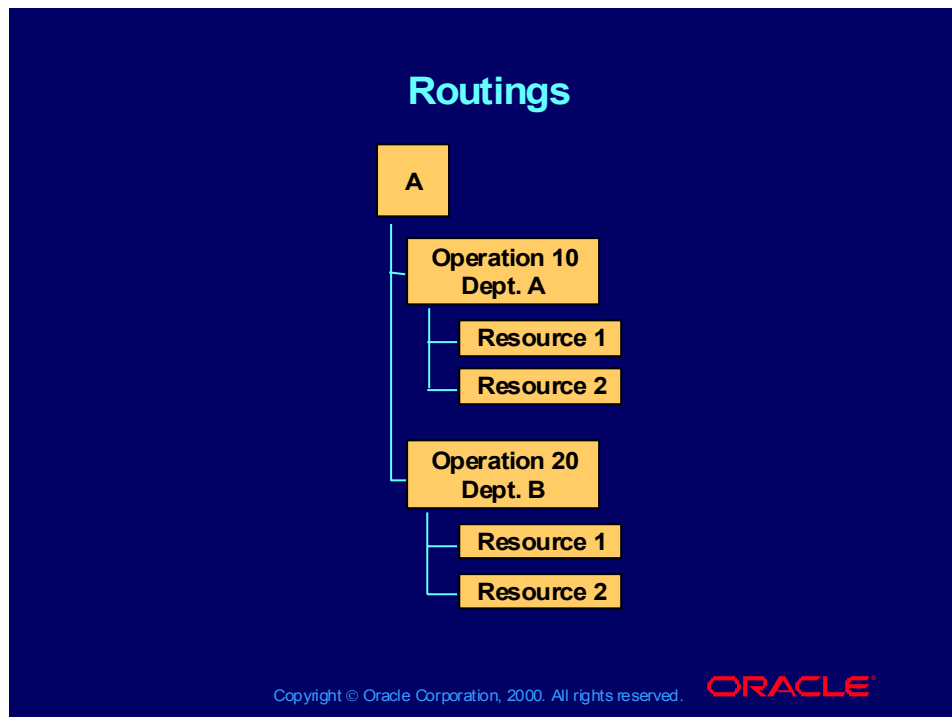 Routings
A
Operation 10
Dept. A
Resource 1
Resource 2
Operation 20
Dept. B
Resource 1
Resource 2
Copyright © Oracle Corporation, 2000. All rights reserved.
ORACLE®